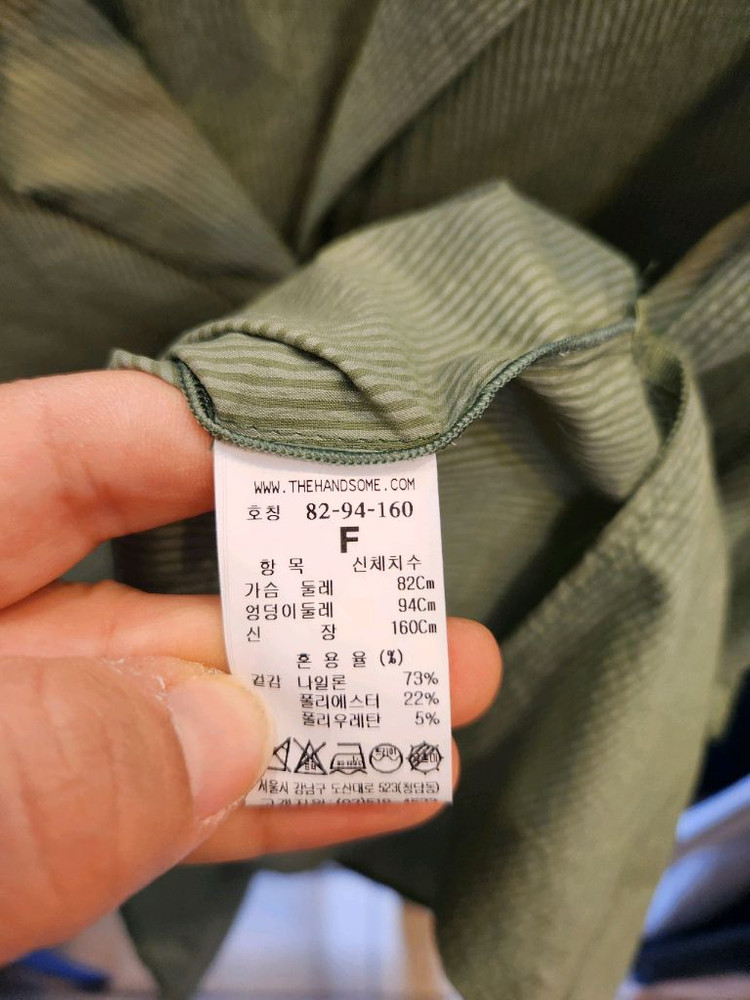 WWW.THEHANDSOME.COM
호칭 82-94-160
F
항 목 신체치수
가슴 둘레 82Cm
엉덩이둘레 94Cm
신 장 160Cm
혼 용 율 (%)
겉감 나일론 73%
폴리에스터 22%
폴리우레탄 5%
서울시 강남구 도산대로 523(청담동)